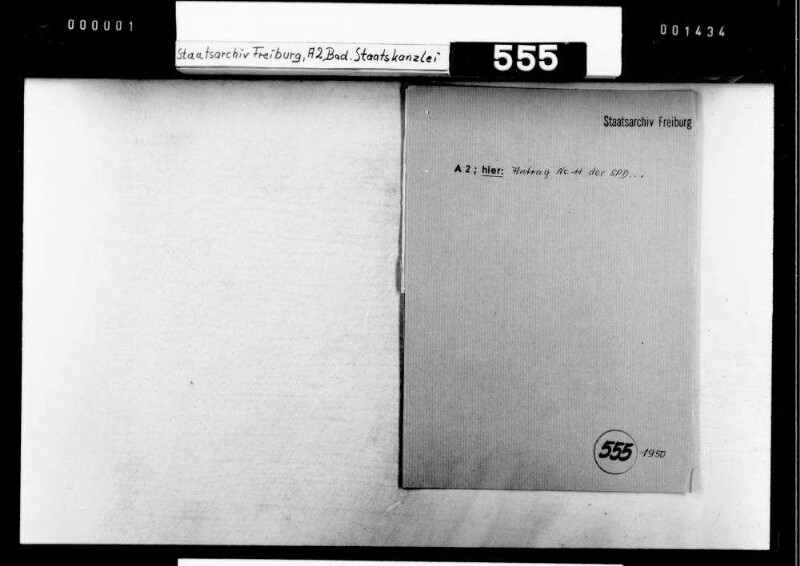 000001
001434
Staatsarchiv Freiburg, A2, Bad. Staatskanzlei
555
Staatsarchiv Freiburg
A 2 ; hier: Antrag Nr. 11 der SPD...
555 1950